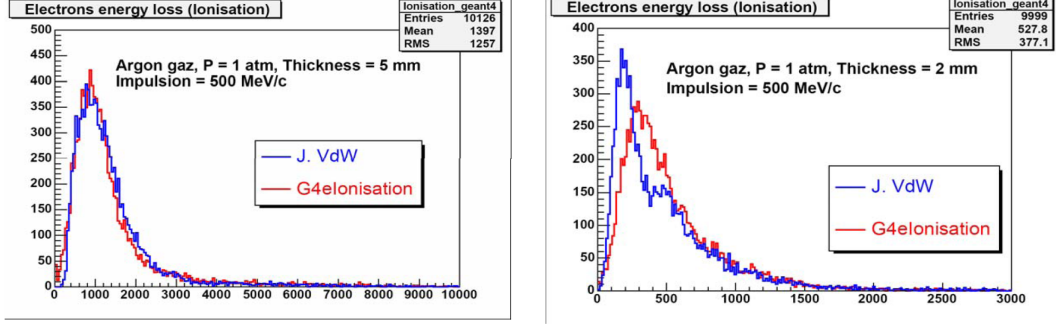 Electrons energy loss (Ionisation)
Ionisation_geant4
Entries 10126
Mean 1397
RMS 1257
Argon gaz, P = 1 atm, Thickness = 5 mm
Impulsion = 500 MeV/c
J. VdW
G4eIonisation
500
450
400
350
300
250
200
150
100
50
0
0 1000 2000 3000 4000 5000 6000 7000 8000 9000 10000
Electrons energy loss (Ionisation)
Ionisation_geant4
Entries 9999
Mean 527.8
RMS 377.1
Argon gaz, P = 1 atm, Thickness = 2 mm
Impulsion = 500 MeV/c
J. VdW
G4eIonisation
400
350
300
250
200
150
100
50
0
0 500 1000 1500 2000 2500 3000